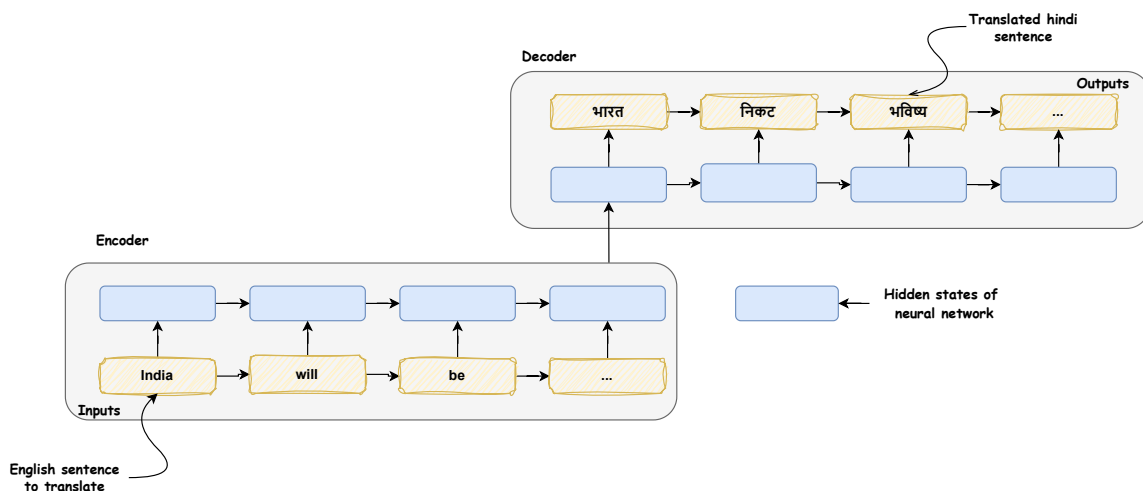 Translated hindi
sentence
Decoder
Outputs
भारत
निकट
भविष्य
...
Encoder
Hidden states of
neural network
India
will
be
...
Inputs
English sentence
to translate